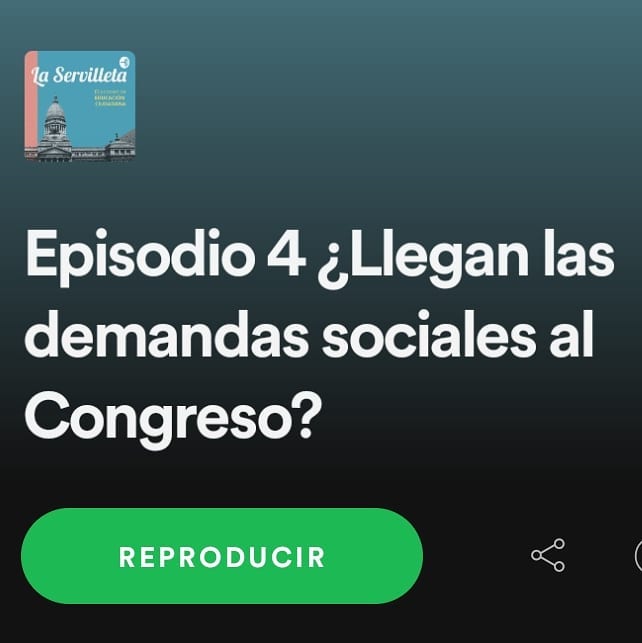 La Servilleta
El podcast de
EDUCACIÓN
CIUDADANA
Episodio 4 ¿Llegan las
demandas sociales al
Congreso?
REPRODUCIR